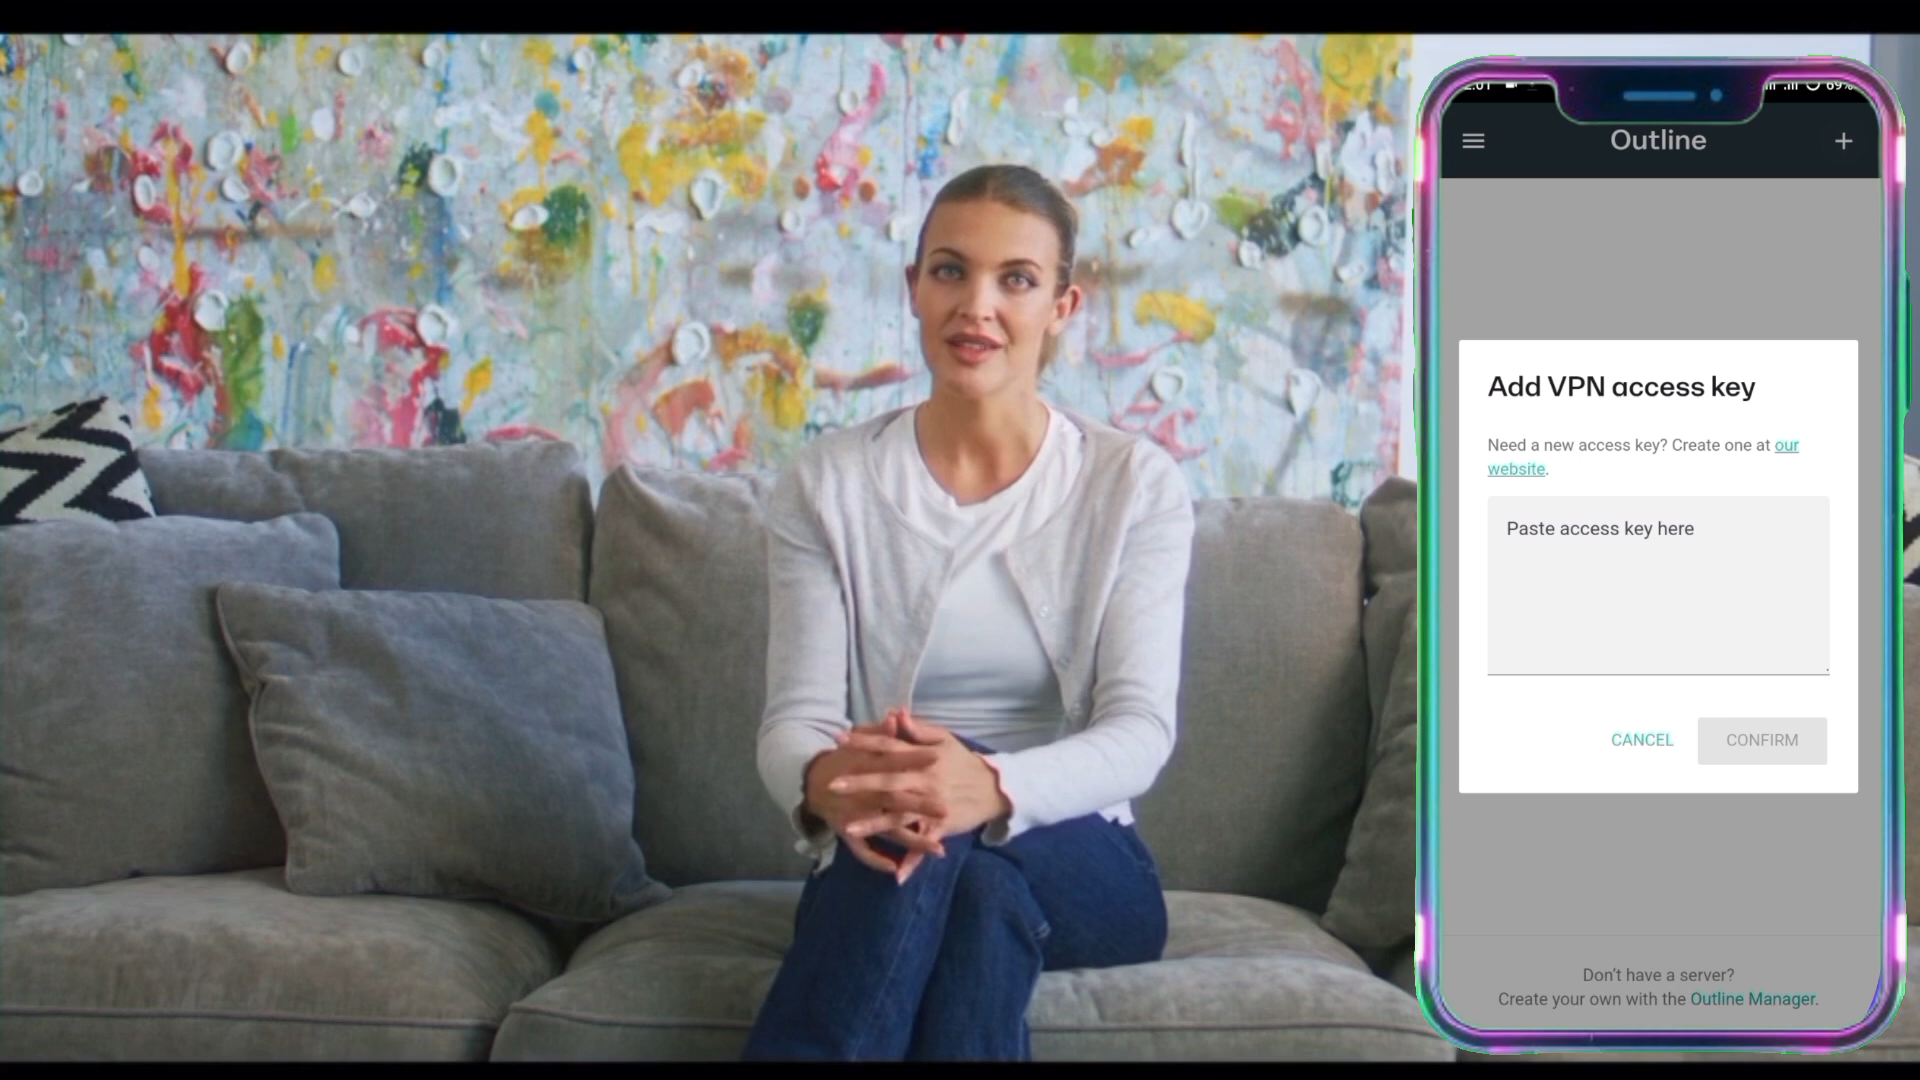 69%
Outline
Add VPN access key
Need a new access key? Create one at our
website.
Paste access key here
CANCEL
CONFIRM
Don't have a server?
Create your own with the Outline Manager.